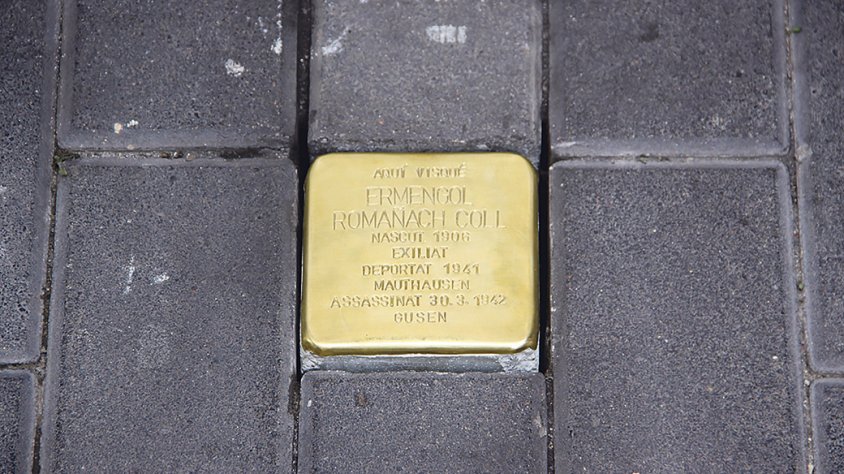 AQUÍ VISQUÉ
ERMENGOL
ROMAÑACH COLL
NASCUT 1906
EXILIAT
DEPORTAT 1941
MAUTHAUSEN
ASSASSINAT 30.3.1942
GUSEN